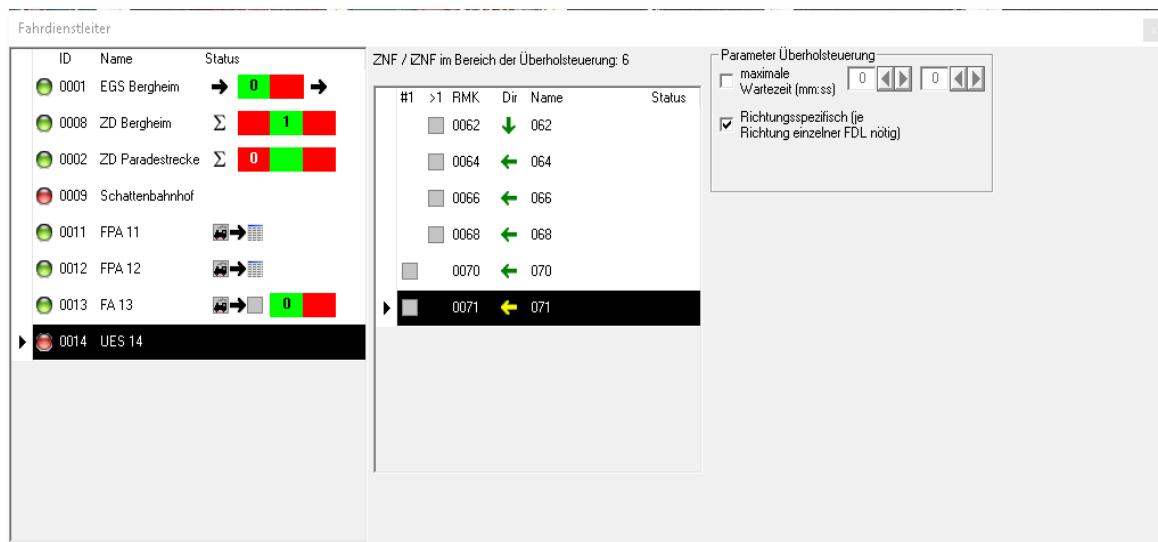 Fahrdienstleiter
ID Name Status
0001 EGS Bergheim 0
0008 ZD Bergheim Σ 1
0002 ZD Paradestrecke Σ 0
0009 Schattenbahnhof
0011 FPA 11
0012 FPA 12
0013 FA 13 0
0014 UES 14
ZNF / iZNF im Bereich der Überholsteuerung: 6
#1 >1 RMK Dir Name Status
0062 062
0064 064
0066 066
0068 068
0070 070
0071 071
Parameter Überholsteuerung
maximale
Wartezeit (mm:ss) 0 0
Richtungsspezifisch (je
Richtung einzelner FDL nötig)